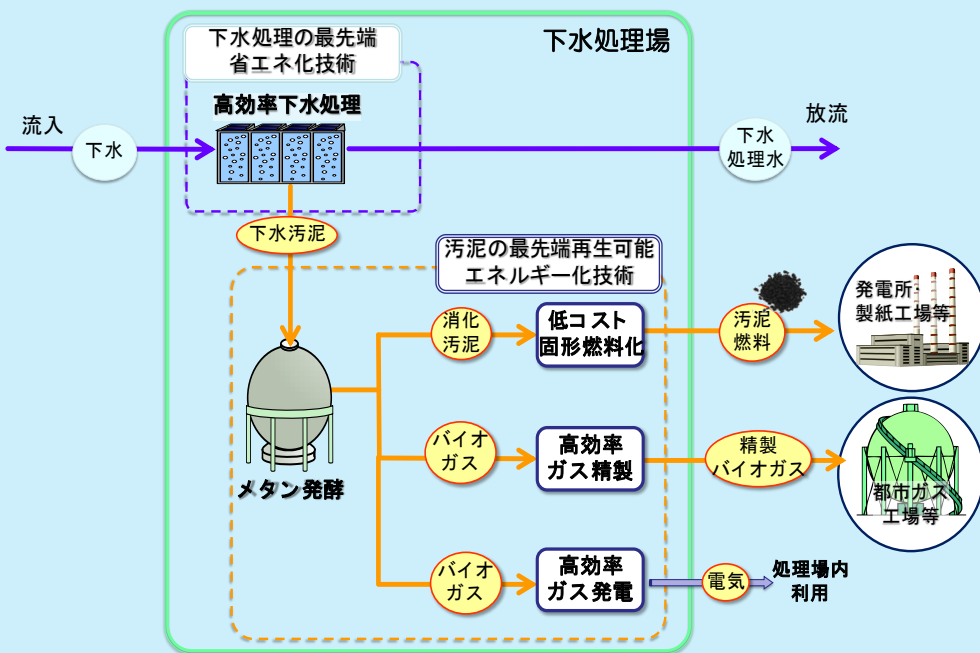 下水処理の最先端
省エネ化技術
下水処理場
高効率下水処理
流入
下水
下水
処理水
放流
下水汚泥
汚泥の最先端再生可能
エネルギー化技術
消化
汚泥
低コスト
固形燃料化
汚泥
燃料
発電所・
製紙工場等
メタン発酵
バイオ
ガス
高効率
ガス精製
精製
バイオガス
都市ガス
工場等
バイオ
ガス
高効率
ガス発電
電気
処理場内
利用